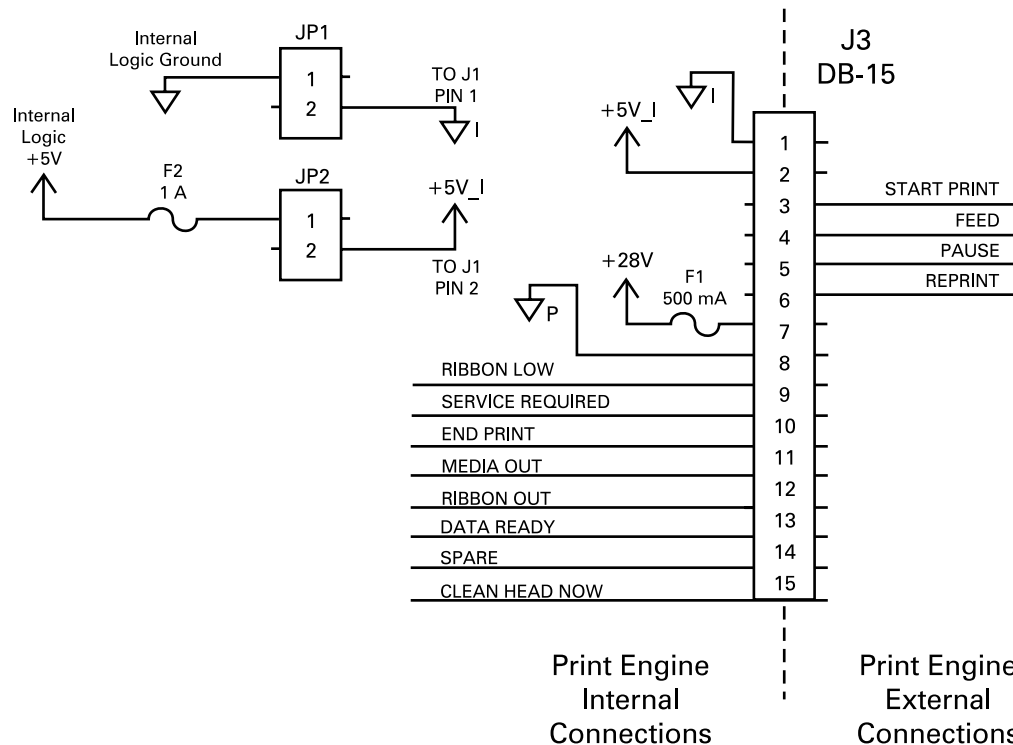 Internal
Logic Ground
JP1
1
2
TO J1
PIN 1
I
Internal
Logic
+5V
F2
1 A
JP2
1
2
+5V_I
TO J1
PIN 2
J3
DB-15
I
+5V_I
+28V
F1
500 mA
P
1
2
3
4
5
6
7
8
9
10
11
12
13
14
15
START PRINT
FEED
PAUSE
REPRINT
RIBBON LOW
SERVICE REQUIRED
END PRINT
MEDIA OUT
RIBBON OUT
DATA READY
SPARE
CLEAN HEAD NOW
Print Engine
Internal
Connections
Print Engine
External
Connections